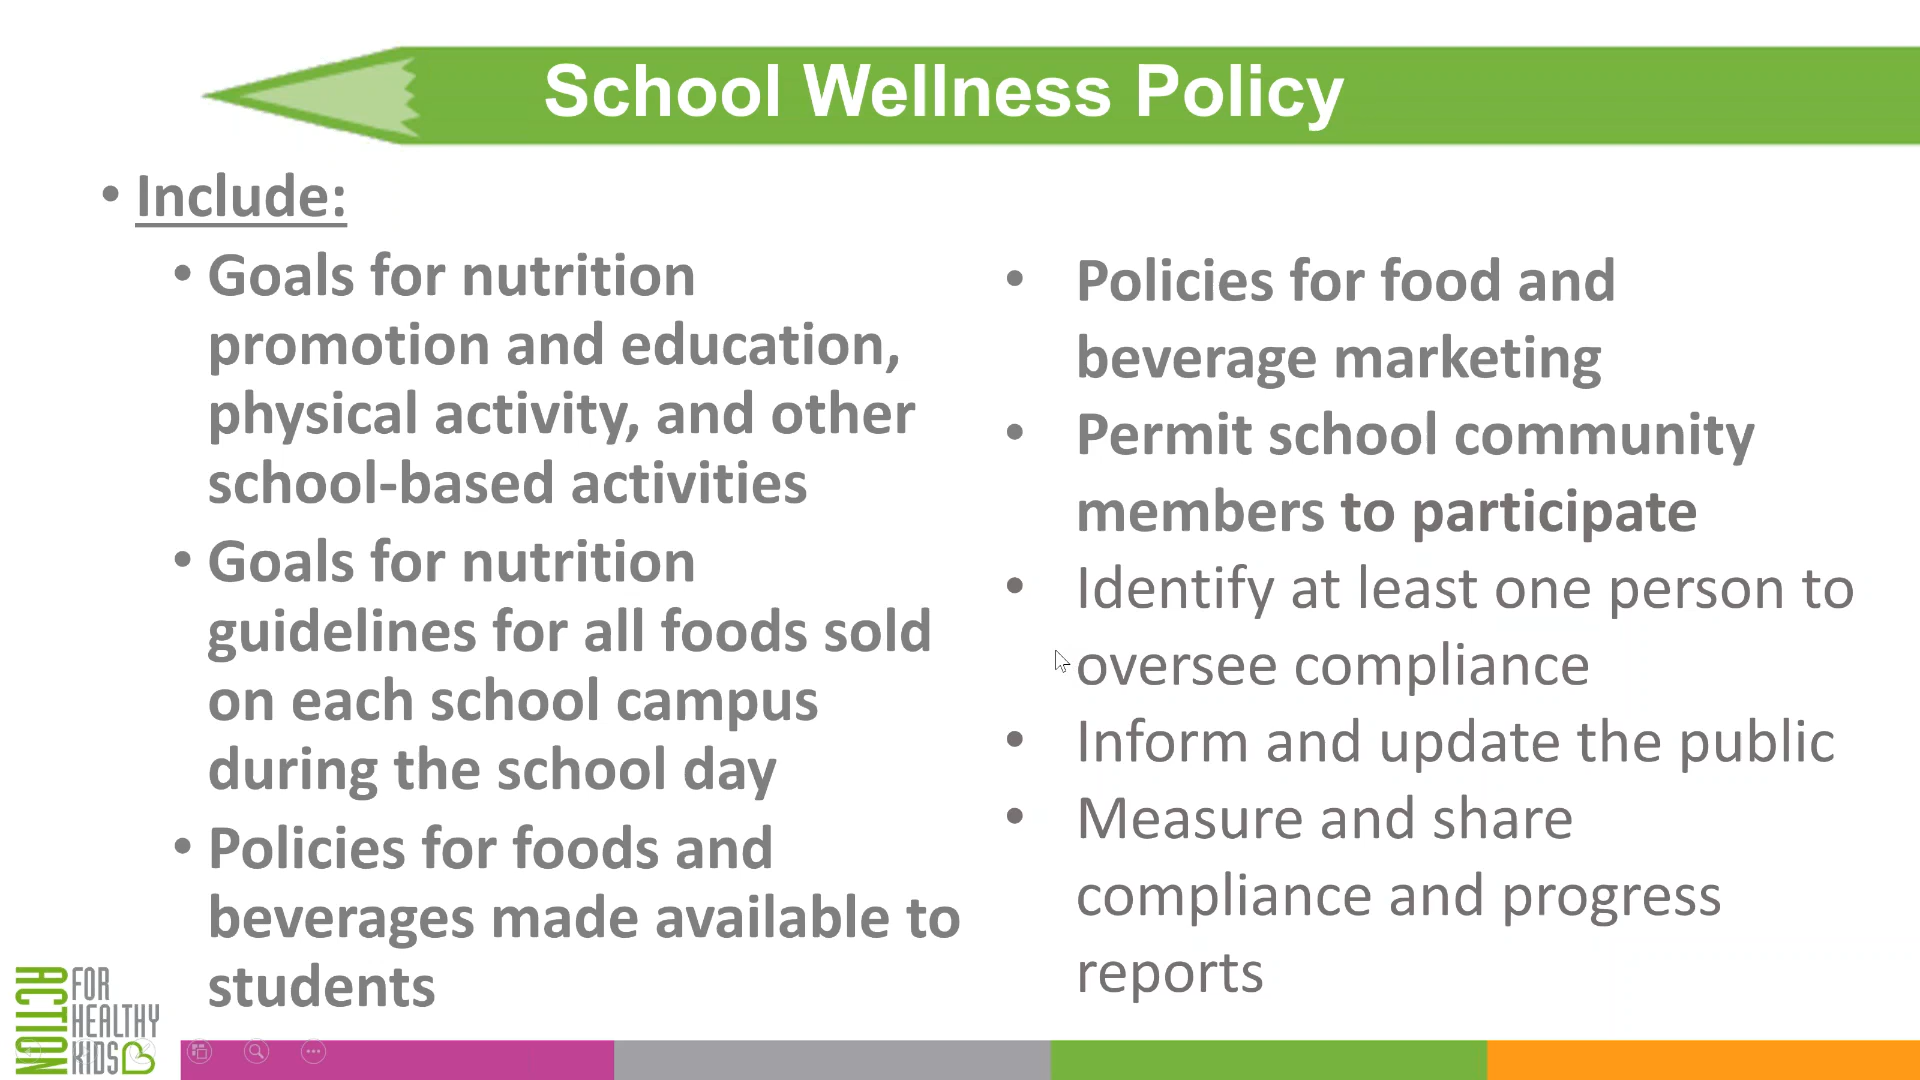 School Wellness Policy
• Include:
• Goals for nutrition
promotion and education,
physical activity, and other
school-based activities
• Goals for nutrition
guidelines for all foods sold
on each school campus
during the school day
• Policies for foods and
beverages made available to
students
• Policies for food and
beverage marketing
• Permit school community
members to participate
• Identify at least one person to
oversee compliance
• Inform and update the public
• Measure and share
compliance and progress
reports
ACTION
FOR
HEALTHY
KIDS